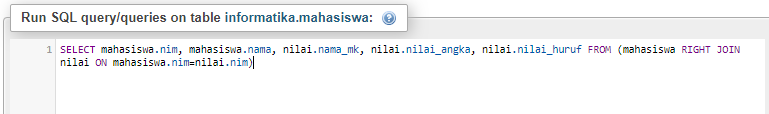 Run SQL query/queries on table informatika.mahasiswa:
1 SELECT mahasiswa.nim, mahasiswa.nama, nilai.nama_mk, nilai.nilai_angka, nilai.nilai_huruf FROM (mahasiswa RIGHT JOIN
nilai ON mahasiswa.nim=nilai.nim)